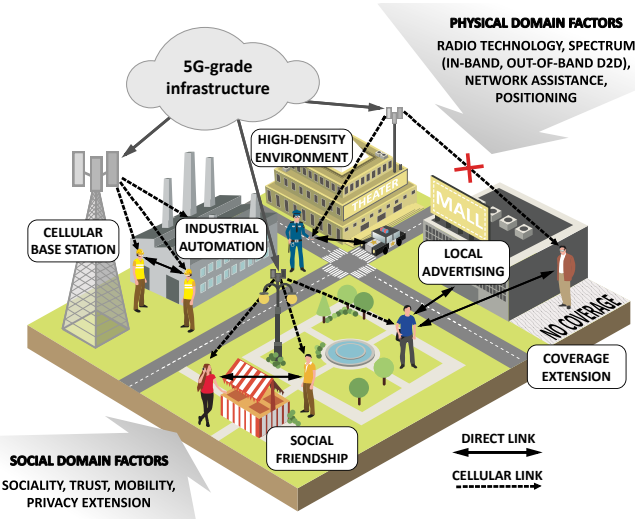 PHYSICAL DOMAIN FACTORS
RADIO TECHNOLOGY, SPECTRUM
(IN-BAND, OUT-OF-BAND D2D),
NETWORK ASSISTANCE,
POSITIONING
5G-grade
infrastructure
HIGH-DENSITY
ENVIRONMENT
THEATER
MALL
CELLULAR
BASE STATION
INDUSTRIAL
AUTOMATION
LOCAL
ADVERTISING
NO COVERAGE
COVERAGE
EXTENSION
SOCIAL
FRIENDSHIP
DIRECT LINK
CELLULAR LINK
SOCIAL DOMAIN FACTORS
SOCIALITY, TRUST, MOBILITY,
PRIVACY EXTENSION